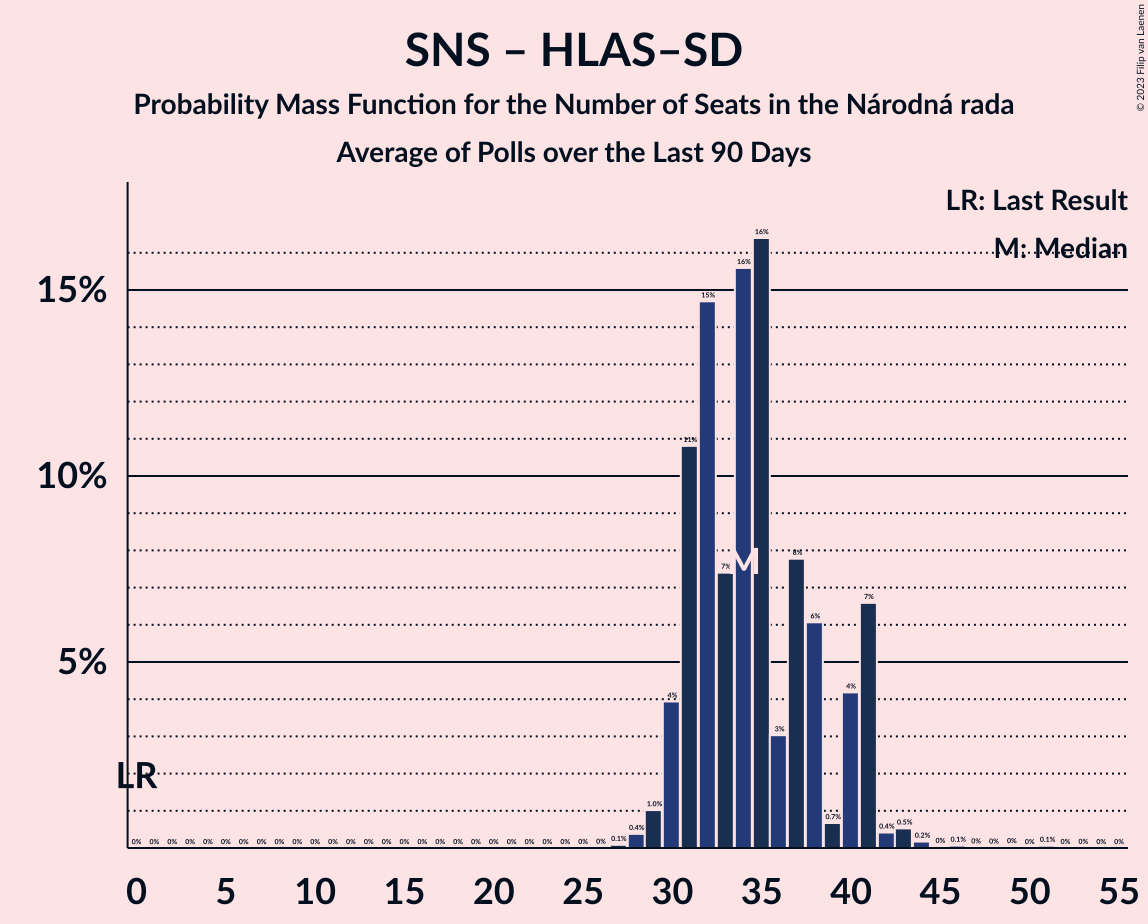 SNS – HLAS–SD
Probability Mass Function for the Number of Seats in the Národná rada
Average of Polls over the Last 90 Days
© 2023 Filip van Laenen
LR: Last Result
M: Median
15%
10%
5%
LR
M
0% 0% 0% 0% 0% 0% 0% 0% 0% 0% 0% 0% 0% 0% 0% 0% 0% 0% 0% 0% 0% 0% 0% 0% 0% 0% 0% 0.1% 0.4% 1.0% 4% 11% 15% 7% 16% 16% 3% 8% 6% 0.7% 4% 7% 0.4% 0.5% 0.2% 0% 0.1% 0% 0% 0% 0% 0.1% 0% 0% 0% 0%
0 5 10 15 20 25 30 35 40 45 50 55